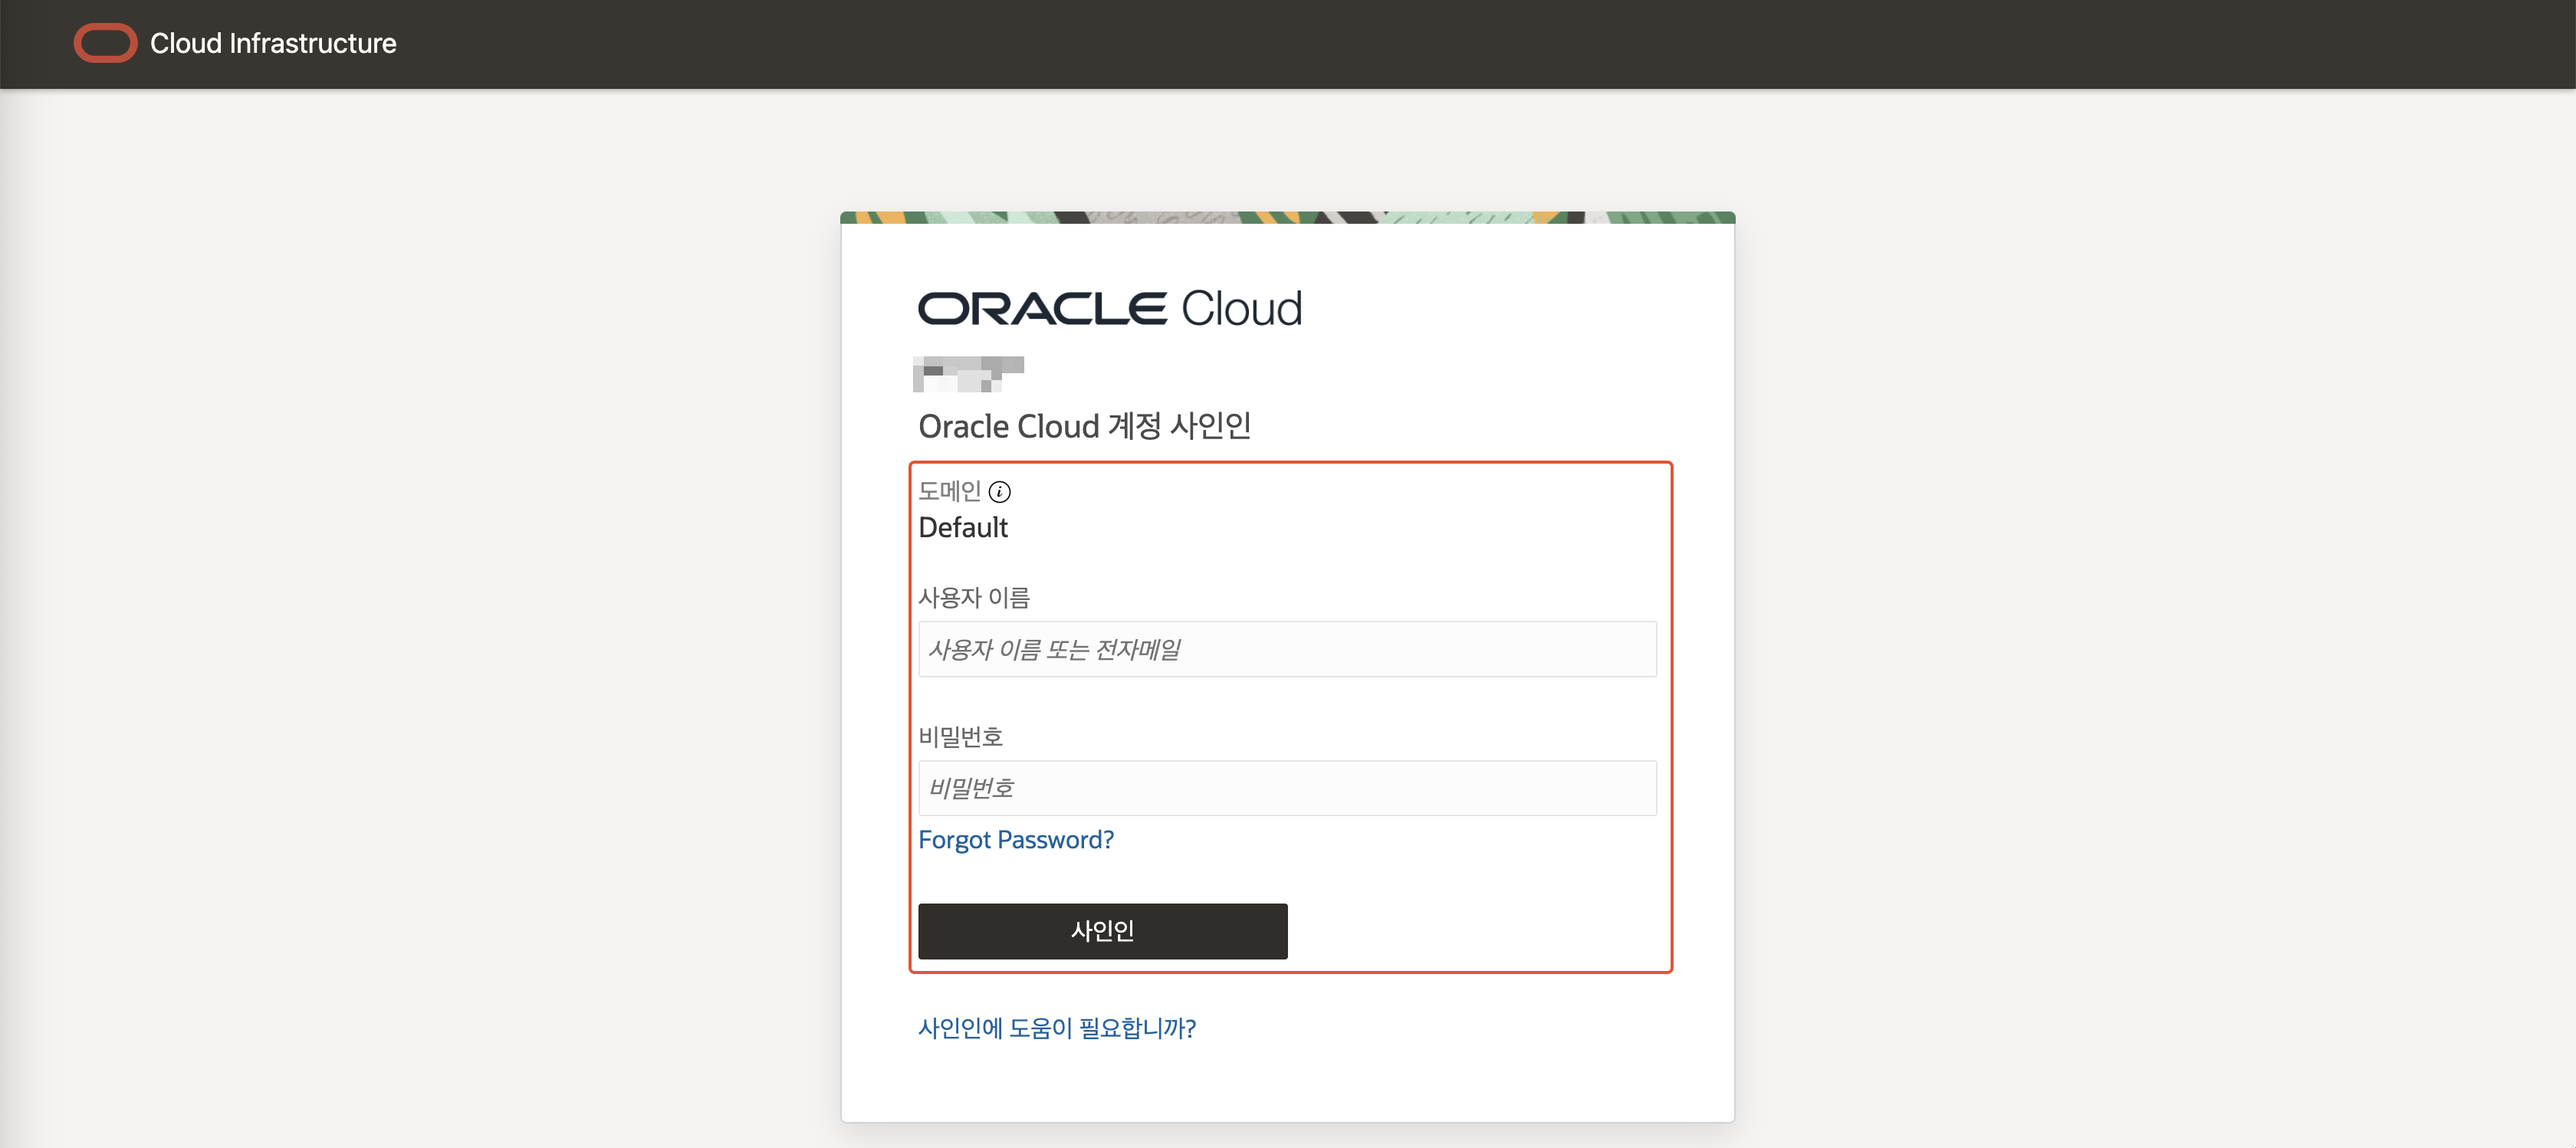 Cloud Infrastructure
ORACLE Cloud
Oracle Cloud 계정 사인인
도메인
Default
사용자 이름
사용자 이름 또는 전자메일
비밀번호
비밀번호
Forgot Password?
사인인
사인인에 도움이 필요합니까?